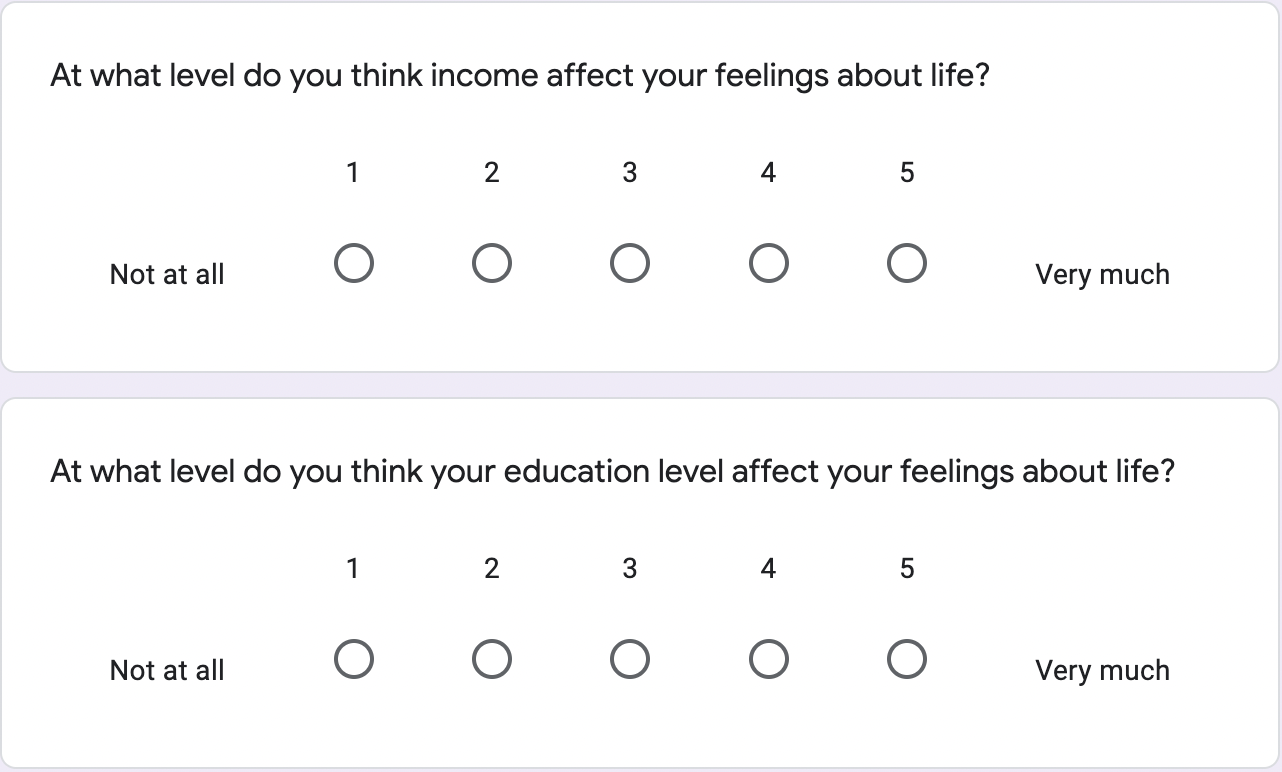 At what level do you think income affect your feelings about life?
1 2 3 4 5
Not at all Very much
At what level do you think your education level affect your feelings about life?
1 2 3 4 5
Not at all Very much